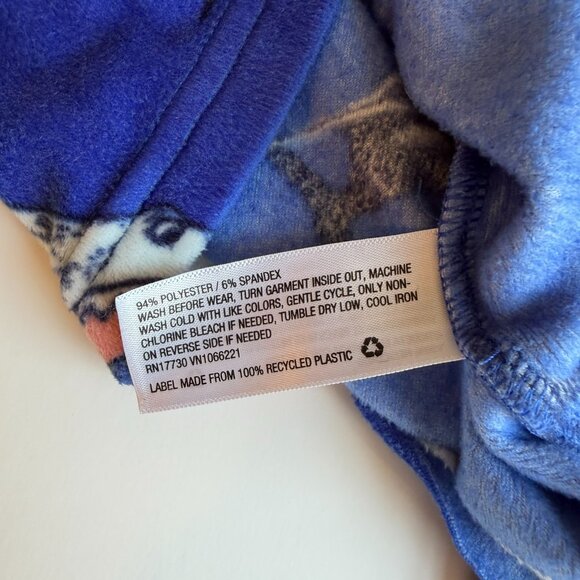 94% POLYESTER / 6% SPANDEX
WASH BEFORE WEAR, TURN GARMENT INSIDE OUT, MACHINE
WASH COLD WITH LIKE COLORS, GENTLE CYCLE, ONLY NON-
CHLORINE BLEACH IF NEEDED, TUMBLE DRY LOW, COOL IRON
ON REVERSE SIDE IF NEEDED
RN17730 VN1066221
LABEL MADE FROM 100% RECYCLED PLASTIC